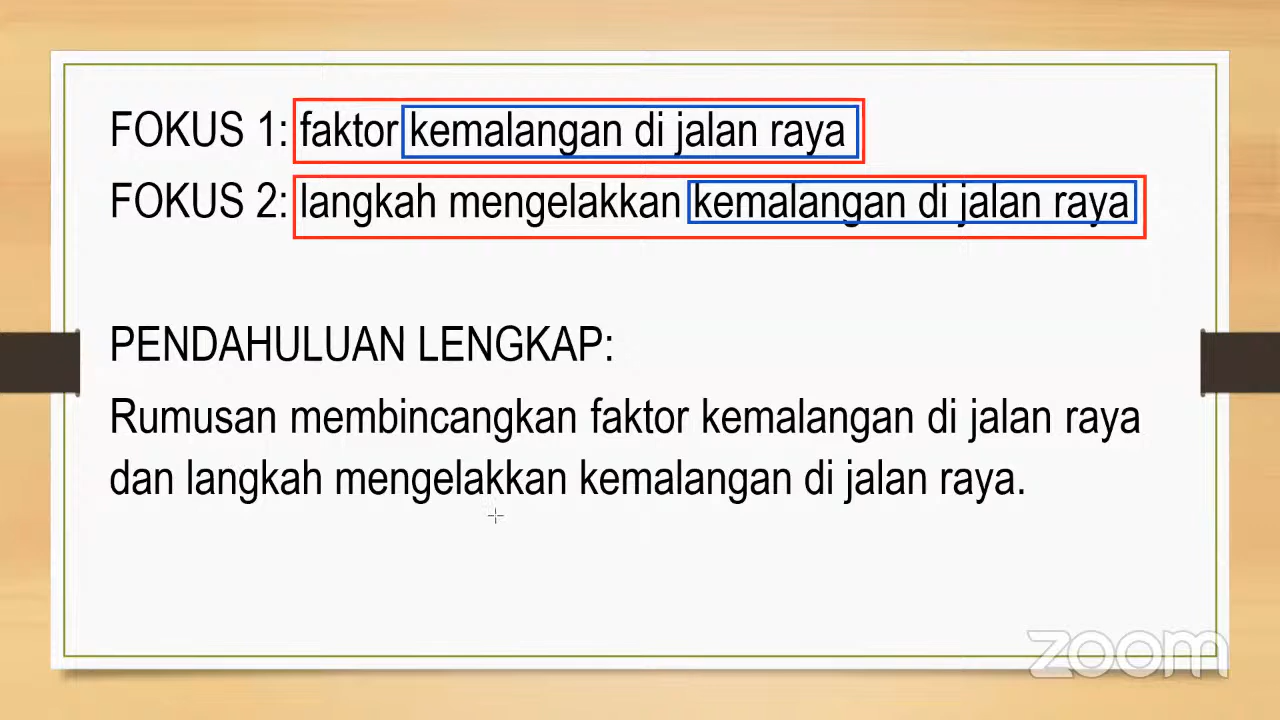 FOKUS 1: faktor kemalangan di jalan raya
FOKUS 2: langkah mengelakkan kemalangan di jalan raya
PENDAHULUAN LENGKAP:
Rumusan membincangkan faktor kemalangan di jalan raya
dan langkah mengelakkan kemalangan di jalan raya.
zoom